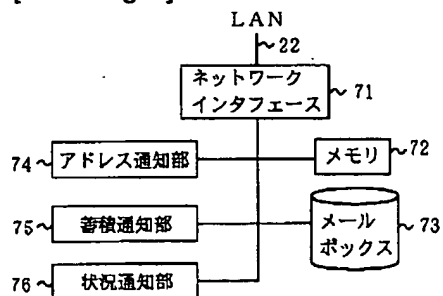 LAN
22
ネットワーク
インタフェース
71
74
アドレス通知部
メモリ
72
75
蓄積通知部
メール
ボックス
73
76
状況通知部